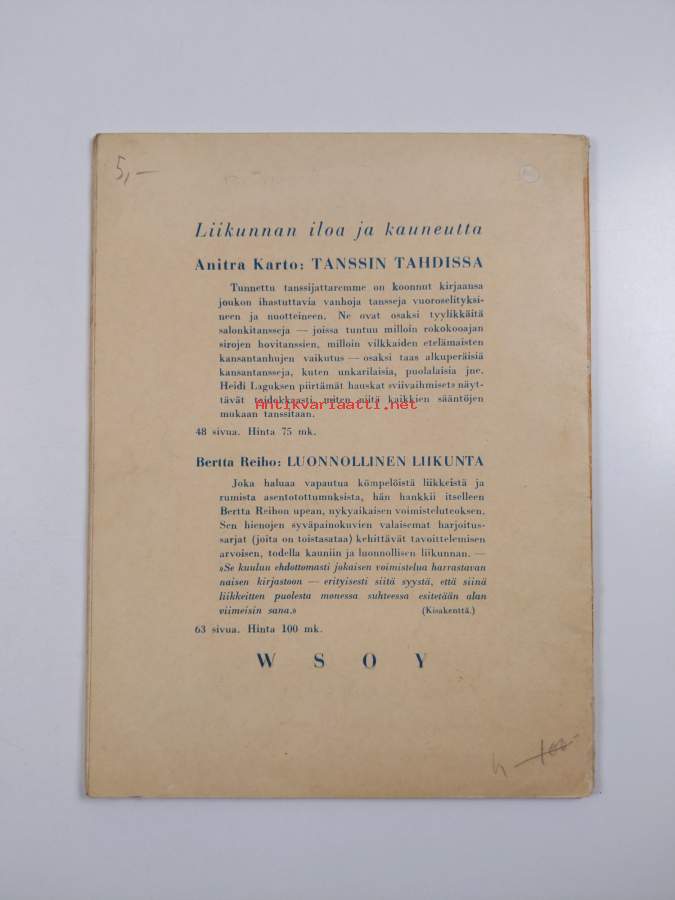 5,—
Liikunnan iloa ja kauneutta
Anitra Karto: TANSSIN TAHDISSA
Tunnettu tanssijattaremme on koonnut kirjaansa
joukon ihastuttavia vanhoja tansseja vuoroselityksi-
neen ja nuotteineen. Ne ovat osaksi tyylikkäitä
salonkitansseja — joissa tuntuu milloin rokokooajan
sirojen hovitanssien, milloin vilkkaiden etelämaisten
kansantanhujen vaikutus — osaksi taas alkuperäisiä
kansantansseja, kuten unkarilaisia, puolalaisia jne.
Heidi Laguksen piirtämät hauskat »viivaihmiset» näyt-
tävät taidokkaasti, miten niitä kaikkien sääntöjen
Antikvariaatti.net
mukaan tanssitaan.
48 sivua. Hinta 75 mk.
Bertta Reiho: LUONNOLLINEN LIIKUNTA
Joka haluaa vapautua kömpelöistä liikkeistä ja
rumista asentotottumuksista, hän hankkii itselleen
Bertta Reihon upean, nykyaikaisen voimisteluteoksen.
Sen hienojen syväpainokuvien valaisemat harjoitus-
sarjat (joita on toistasataa) kehittävät tavoittelemisen
arvoisen, todella kauniin ja luonnollisen liikunnan. —
»Se kuuluu ehdottomasti jokaisen voimistelua harrastavan
naisen kirjastoon — erityisesti siitä syystä, että siinä
liikkeitten puolesta monessa suhteessa esitetään alan
viimeisin sana.» (Kisakenttä.)
63 sivua. Hinta 100 mk.
WSOY